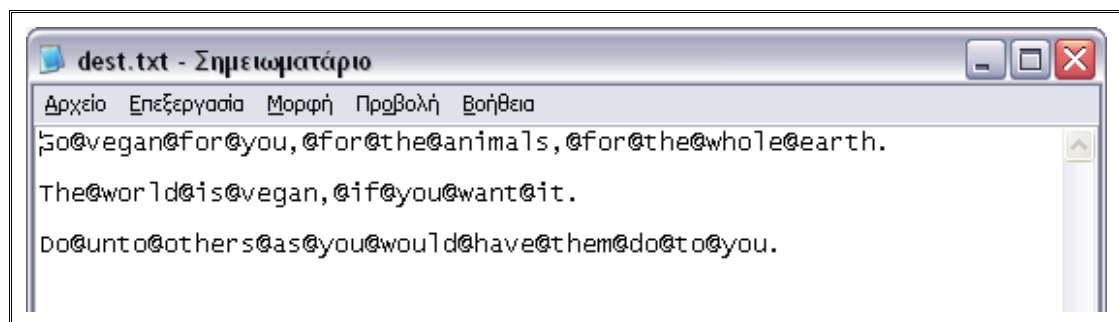 dest.txt - Σημειωματάριο
Αρχείο Επεξεργασία Μορφή Προβολή Βοήθεια
Go@vegan@for@you,@for@the@animals,@for@the@whole@earth.
The@world@is@vegan,@if@you@want@it.
Do@unto@others@as@you@would@have@them@do@to@you.